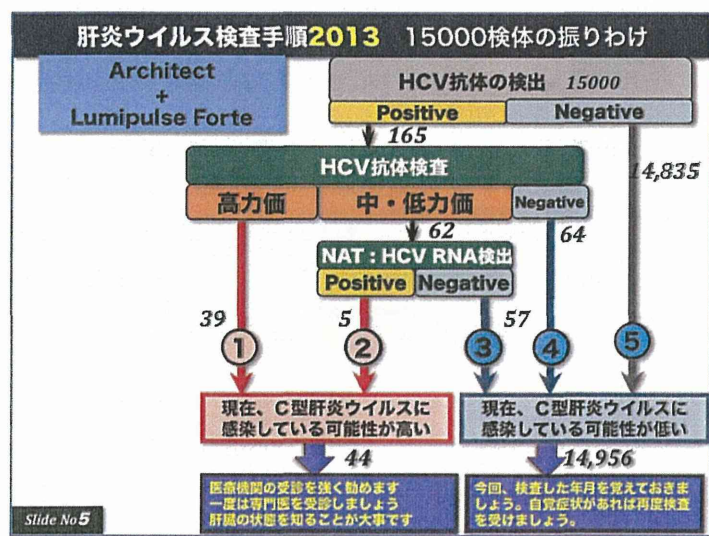 肝炎ウイルス検査手順2013 15000検体の振りわけ
Architect
+
Lumipulse Forte
HCV抗体の検出 15000
Positive Negative
165
14,835
HCV抗体検査
高力価 中・低力価 Negative
62
64
NAT：HCV RNA検出
Positive Negative
39
5
57
1 2 3 4 5
現在、C型肝炎ウイルスに
感染している可能性が高い
現在、C型肝炎ウイルスに
感染している可能性が低い
44
14,956
医療機関の受診を強く勧めます
一度は専門医を受診しましょう
肝臓の状態を知ることが大事です
今回、検査した年月を覚えておきま
しょう。自覚症状があれば再度検査
を受けましょう。
Slide No5